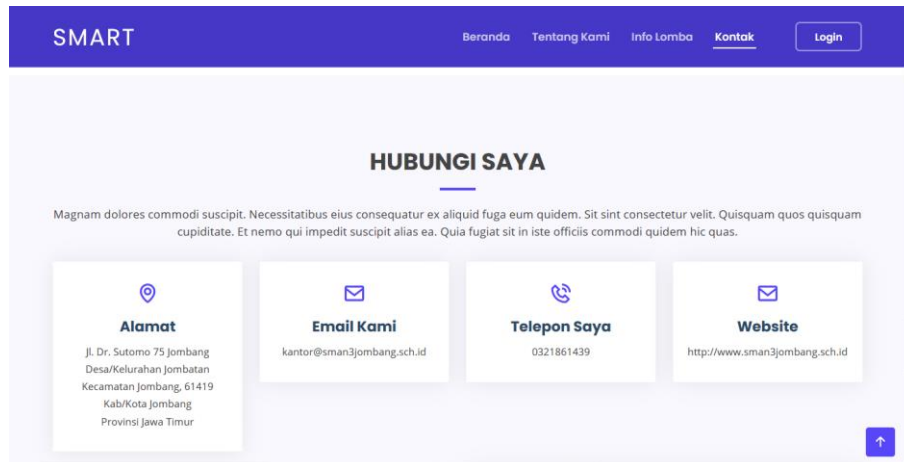 SMART
Beranda Tentang Kami Info Lomba Kontak Login
HUBUNGI SAYA
Magnam dolores commodi suscipit. Necessitatibus eius consequatur ex aliquid fuga eum quidem. Sit sint consectetur velit. Quisquam quos quisquam
cupiditate. Et nemo qui impedit suscipit alias ea. Quia fugiat sit in iste officiis commodi quidem hic quas.
Alamat
Jl. Dr. Sutomo 75 Jombang
Desa/Kelurahan Jombatan
Kecamatan Jombang, 61419
Kab/Kota Jombang
Provinsi Jawa Timur
Email Kami
kantor@sman3jombang.sch.id
Telepon Saya
0321861439
Website
http://www.sman3jombang.sch.id